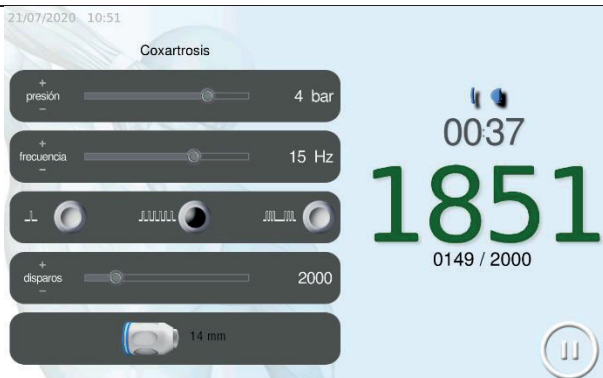 21/07/2020 10:51
Coxartrosis
+
presión
−
4 bar
+
frecuencia
−
15 Hz
+
disparos
−
2000
14 mm
00:37
1851
0149 / 2000